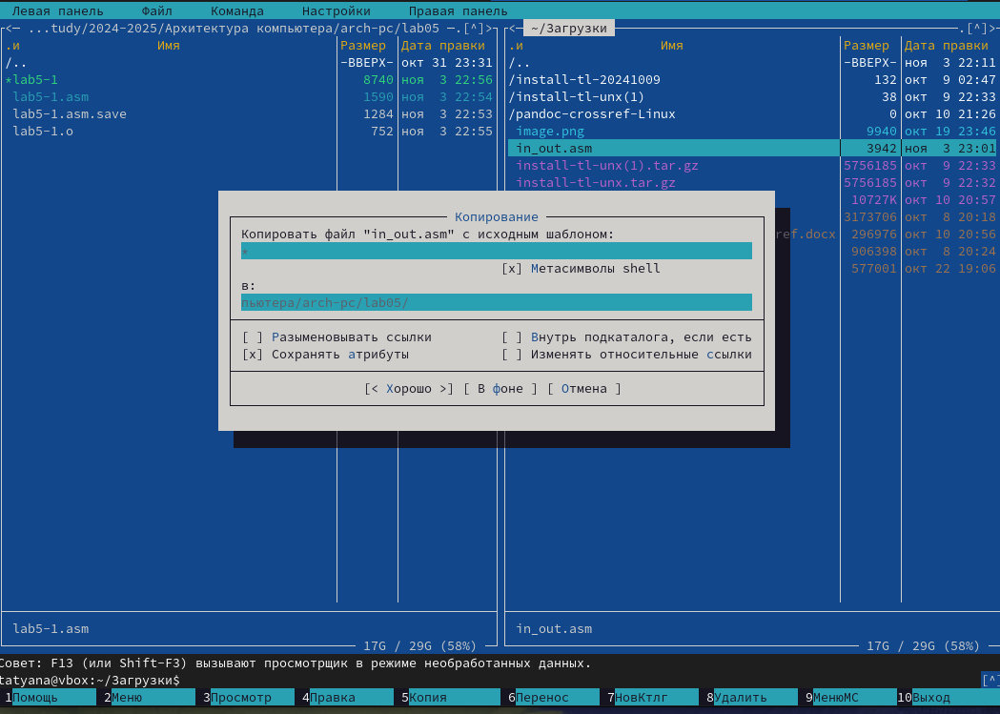 Левая панель Файл Команда Настройки Правая панель
<─ ...tudy/2024-2025/Архитектура компьютера/arch-pc/lab05 ─.[^]>
.и Имя Размер Дата правки
/.. -ВВЕРХ- окт 31 23:31
*lab5-1 8740 ноя 3 22:56
lab5-1.asm 1590 ноя 3 22:54
lab5-1.asm.save 1284 ноя 3 22:53
lab5-1.o 752 ноя 3 22:55
lab5-1.asm
17G / 29G (58%)
<─ ~/Загрузки .[^]>
.и Имя Размер Дата правки
/.. -ВВЕРХ- ноя 3 22:11
/install-tl-20241009 132 окт 9 02:47
/install-tl-unx(1) 38 окт 9 22:33
/pandoc-crossref-Linux 0 окт 10 21:26
image.png 9940 окт 19 23:46
in_out.asm 3942 ноя 3 23:01
install-tl-unx(1).tar.gz 5756185 окт 9 22:33
install-tl-unx.tar.gz 5756185 окт 9 22:32
10727K окт 10 20:57
3173706 окт 8 20:18
ref.docx 296976 окт 10 20:56
906398 окт 8 20:24
577001 окт 22 19:06
in_out.asm
17G / 29G (58%)
Копирование
Копировать файл "in_out.asm" с исходным шаблоном:
*
[x] Метасимволы shell
в:
пьютера/arch-pc/lab05/
[ ] Разыменовывать ссылки [ ] Внутрь подкаталога, если есть
[x] Сохранять атрибуты [ ] Изменять относительные ссылки
[< Хорошо >] [ В фоне ] [ Отмена ]
Совет: F13 (или Shift-F3) вызывают просмотрщик в режиме необработанных данных.
tatyana@vbox:~/Загрузки$ [^]
1Помощь 2Меню 3Просмотр 4Правка 5Копия 6Перенос 7НовКтлг 8Удалить 9МенюМС 10Выход